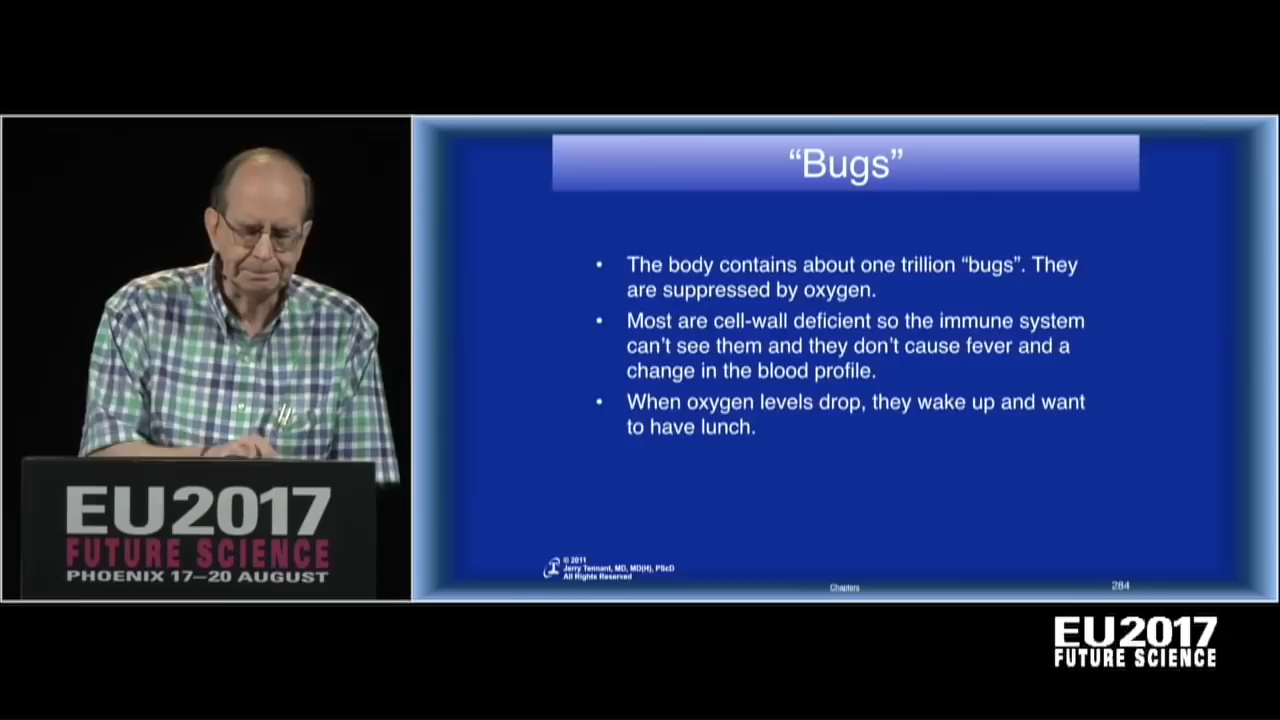 “Bugs”
• The body contains about one trillion “bugs”. They
are suppressed by oxygen.
• Most are cell-wall deficient so the immune system
can’t see them and they don’t cause fever and a
change in the blood profile.
• When oxygen levels drop, they wake up and want
to have lunch.
© 2011
Jerry Tennant, MD, MD(H), PScD
All Rights Reserved
Chapters
284
EU2017
FUTURE SCIENCE
PHOENIX 17–20 AUGUST
EU2017
FUTURE SCIENCE